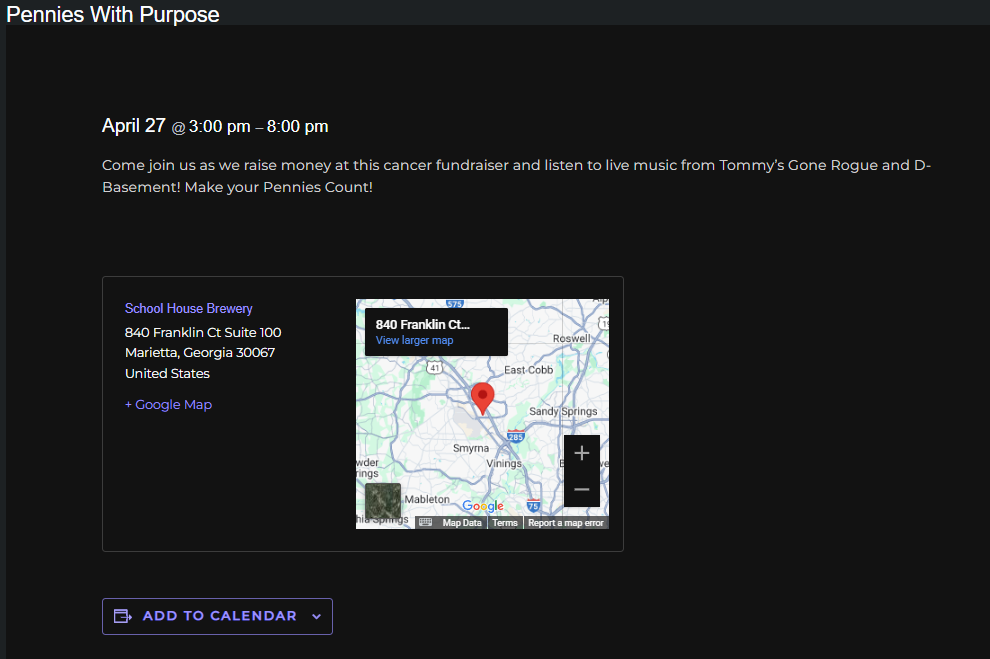 Pennies With Purpose
April 27 @ 3:00 pm – 8:00 pm
Come join us as we raise money at this cancer fundraiser and listen to live music from Tommy’s Gone Rogue and D-
Basement! Make your Pennies Count!
School House Brewery
840 Franklin Ct Suite 100
Marietta, Georgia 30067
United States
+ Google Map
575
840 Franklin Ct...
View larger map
Roswell
41
East Cobb
Sandy Springs
285
Smyrna
Vinings
wder
rings
Mableton
Google
75
Map Data
Terms
Report a map error
ADD TO CALENDAR